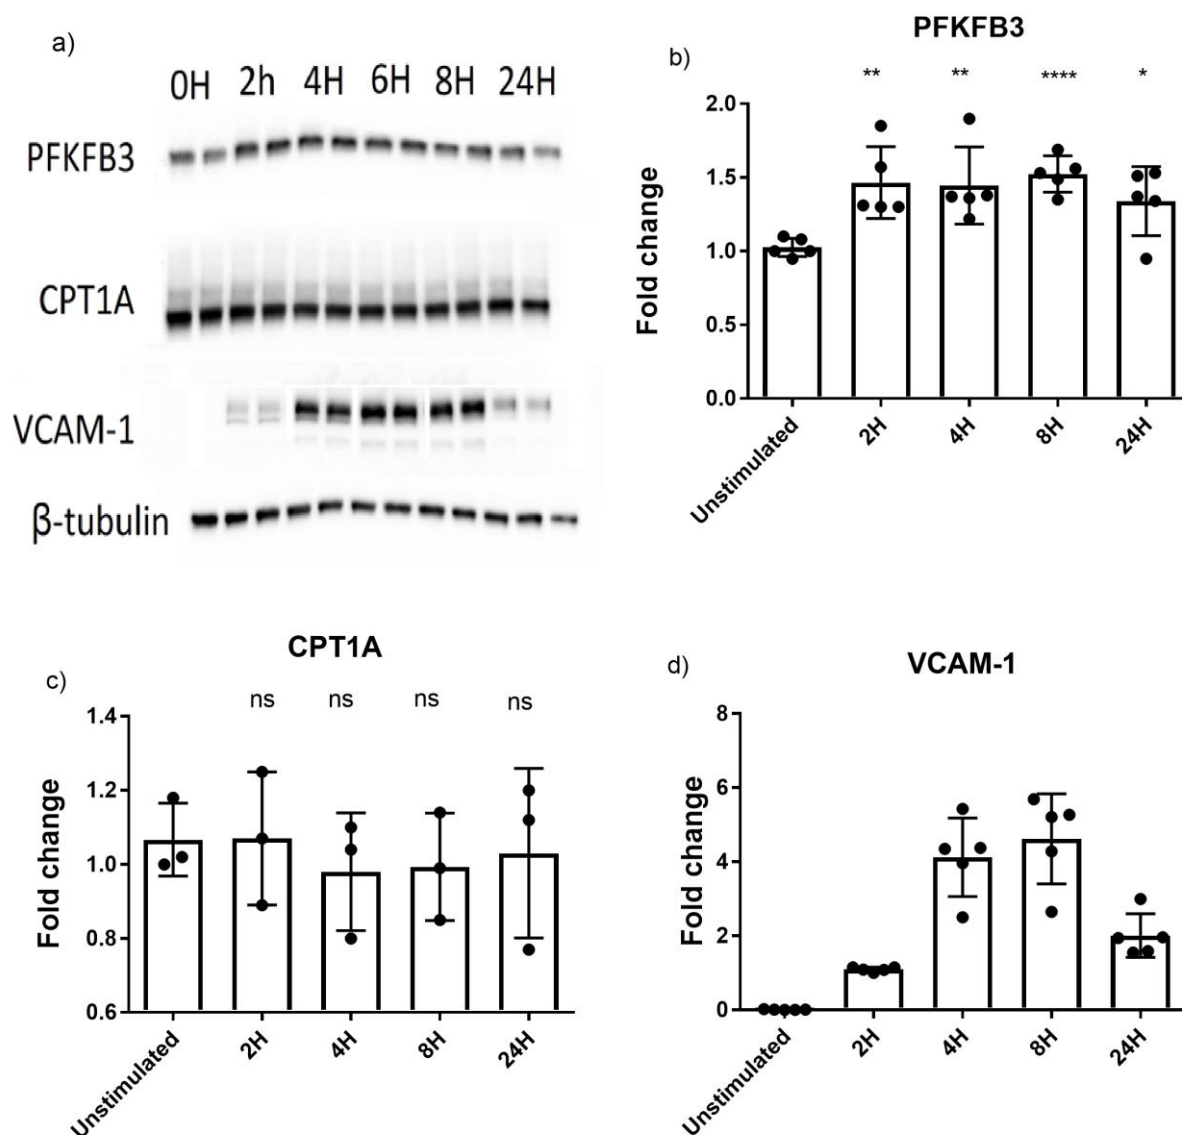 a)
0H 2h 4H 6H 8H 24H
PFKFB3
CPT1A
VCAM-1
β-tubulin
b)
PFKFB3
** ** **** *
Fold change
2.0
1.5
1.0
0.5
0.0
Unstimulated 2H 4H 8H 24H
c)
CPT1A
ns ns ns ns
Fold change
1.4
1.2
1.0
0.8
0.6
Unstimulated 2H 4H 8H 24H
d)
VCAM-1
Fold change
8
6
4
2
0
Unstimulated 2H 4H 8H 24H